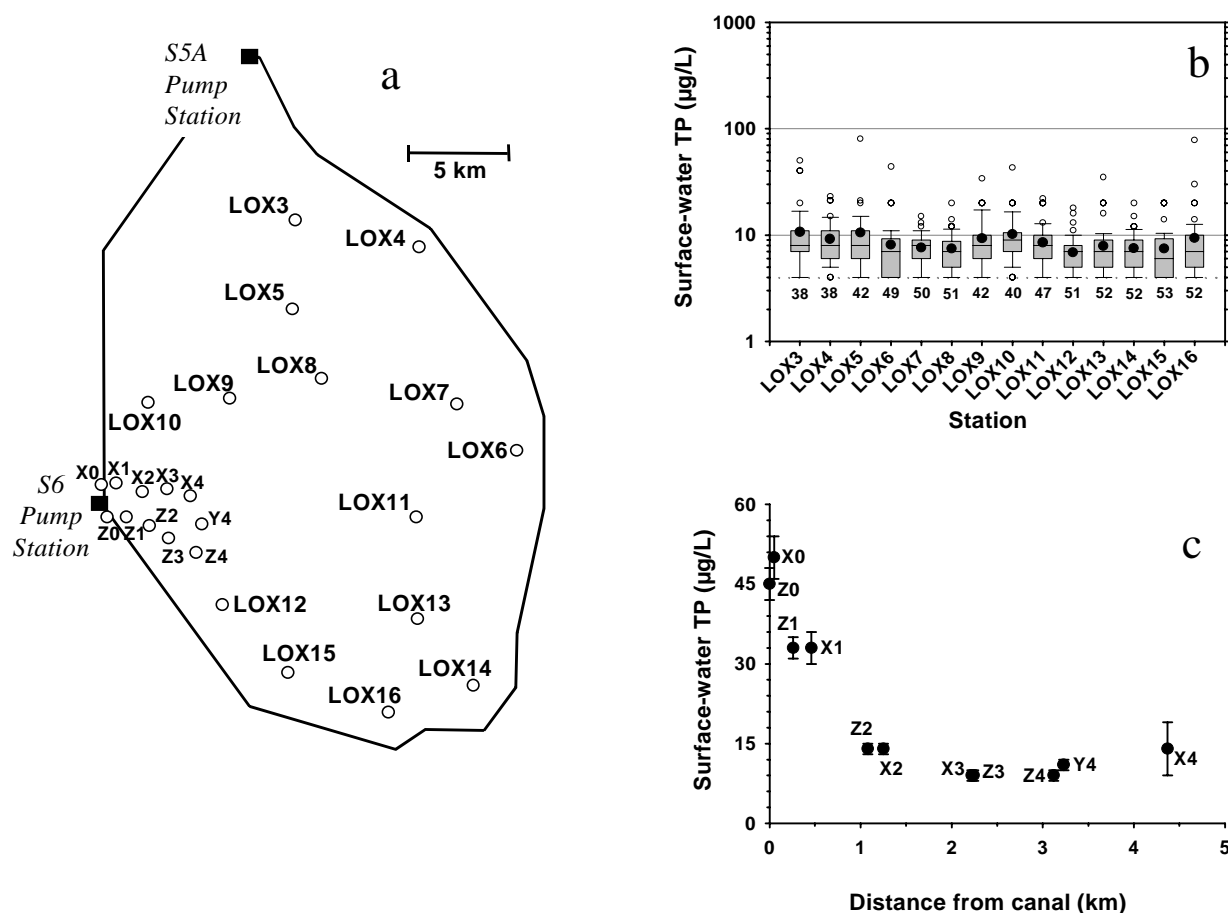 S5A
Pump
Station
a
5 km
LOX3
LOX4
LOX5
LOX8
LOX9
LOX7
LOX10
LOX6
X0 X1 X2 X3 X4
S6
Pump
Station
LOX11
Z0 Z1 Z2 Y4
Z3 Z4
LOX12
LOX13
LOX15
LOX14
LOX16
b
Surface-water TP (µg/L)
1000
100
10
1
38 38 42 49 50 51 42 40 47 51 52 52 53 52
LOX3 LOX4 LOX5 LOX6 LOX7 LOX8 LOX9 LOX10 LOX11 LOX12 LOX13 LOX14 LOX15 LOX16
Station
c
Surface-water TP (µg/L)
60
45
30
15
0
X0
Z0
Z1
X1
Z2
X2
X3 Z3 Z4 Y4
X4
0 1 2 3 4 5
Distance from canal (km)